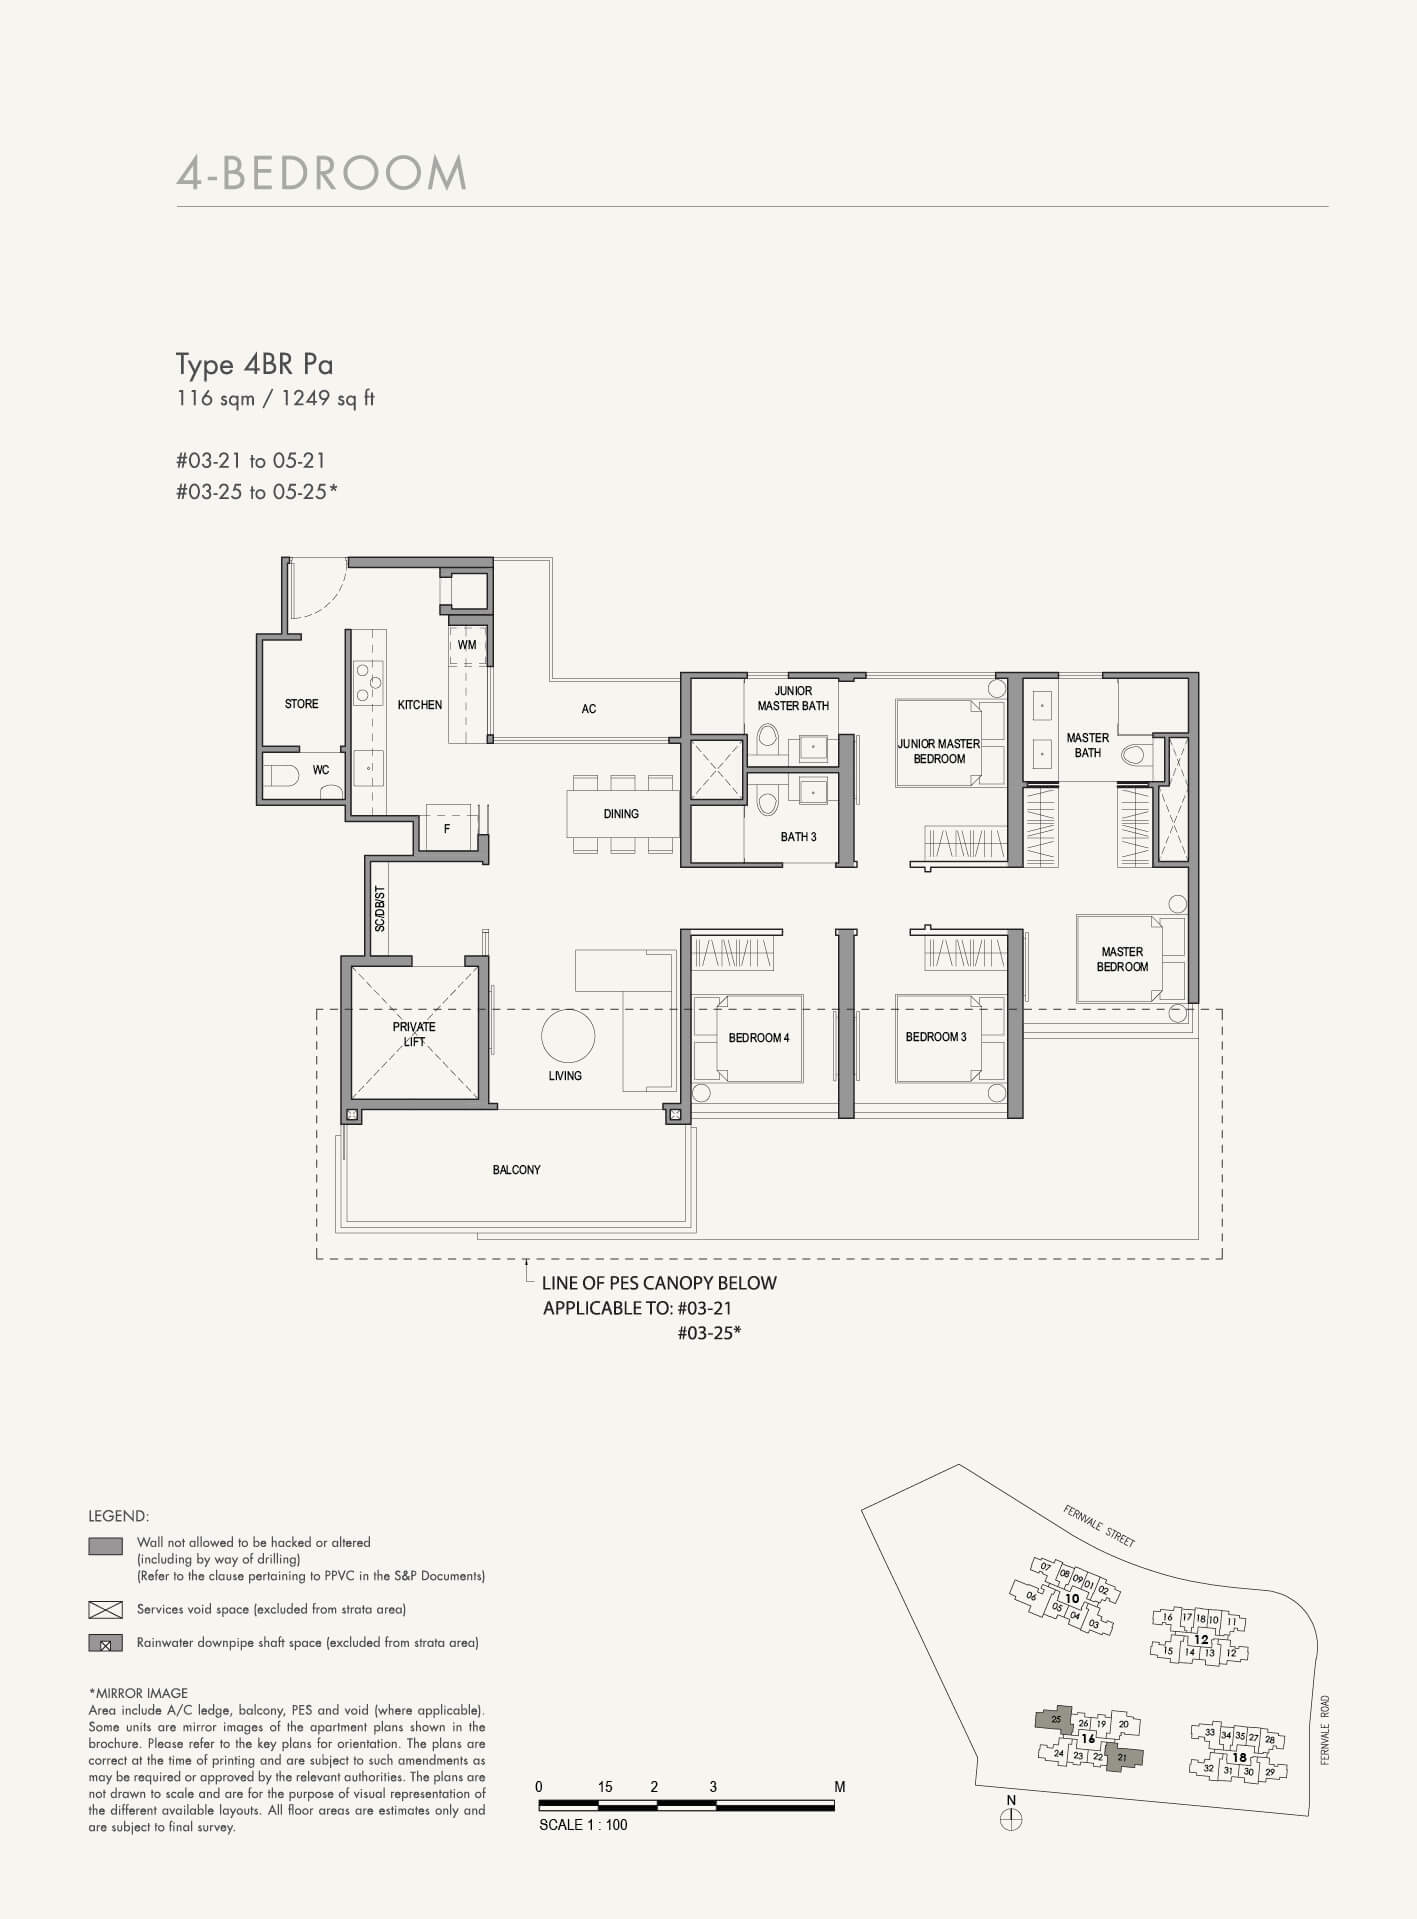 4-BEDROOM
Type 4BR Pa
116 sqm / 1249 sq ft
#03-21 to 05-21
#03-25 to 05-25*
WM
STORE
KITCHEN
AC
JUNIOR
MASTER BATH
JUNIOR MASTER
BEDROOM
MASTER
BATH
WC
DINING
F
BATH 3
SC/DB/ST
MASTER
BEDROOM
PRIVATE
LIFT
LIVING
BEDROOM 4
BEDROOM 3
BALCONY
LINE OF PES CANOPY BELOW
APPLICABLE TO: #03-21
#03-25*
LEGEND:
Wall not allowed to be hacked or altered
(including by way of drilling)
(Refer to the clause pertaining to PPVC in the S&P Documents)
Services void space (excluded from strata area)
Rainwater downpipe shaft space (excluded from strata area)
*MIRROR IMAGE
Area include A/C ledge, balcony, PES and void (where applicable).
Some units are mirror images of the apartment plans shown in the
brochure. Please refer to the key plans for orientation. The plans are
correct at the time of printing and are subject to such amendments as
may be required or approved by the relevant authorities. The plans are
not drawn to scale and are for the purpose of visual representation of
the different available layouts. All floor areas are estimates only and
are subject to final survey.
0 15 2 3 M
SCALE 1 : 100
FERNVALE STREET
07 08 09 01 02
10
06 05 04 03
16 17 18 10 11
12
15 14 13 12
25 26 19 20
16
24 23 22 21
33 34 35 27 28
18
32 31 30 29
FERNVALE ROAD
N